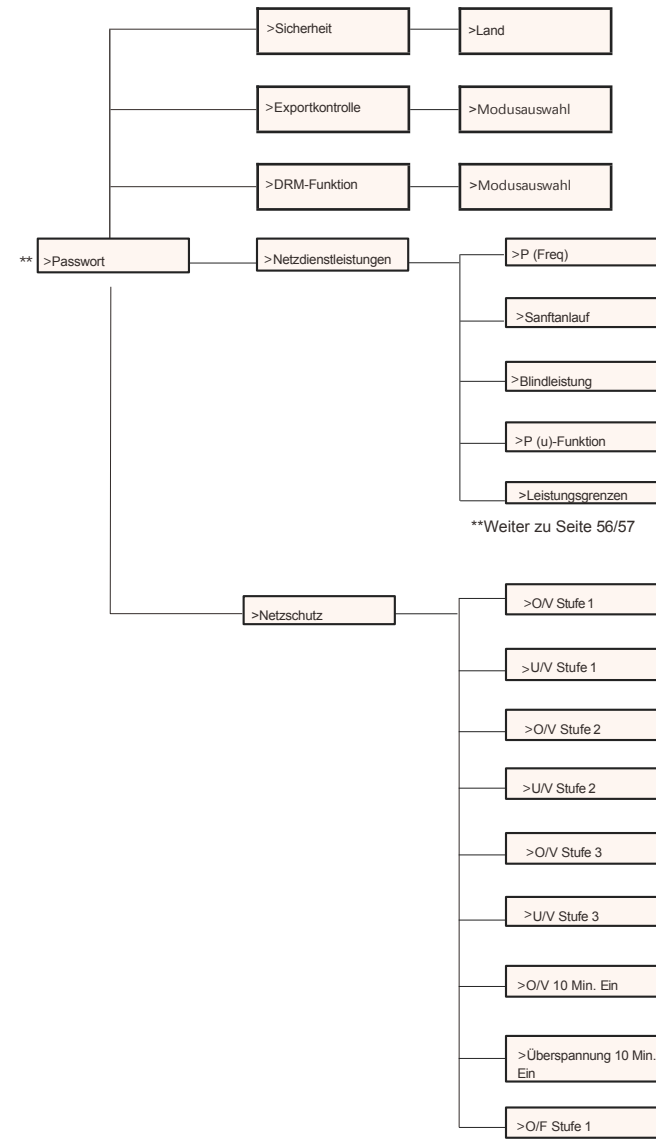 >Sicherheit
>Land
>Exportkontrolle
>Modusauswahl
>DRM-Funktion
>Modusauswahl
** >Passwort
>Netzdienstleistungen
>P (Freq)
>Sanftanlauf
>Blindleistung
>P (u)-Funktion
>Leistungsgrenzen
**Weiter zu Seite 56/57
>Netzschutz
>O/V Stufe 1
>U/V Stufe 1
>O/V Stufe 2
>U/V Stufe 2
>O/V Stufe 3
>U/V Stufe 3
>O/V 10 Min. Ein
>Überspannung 10 Min.
Ein
>O/F Stufe 1